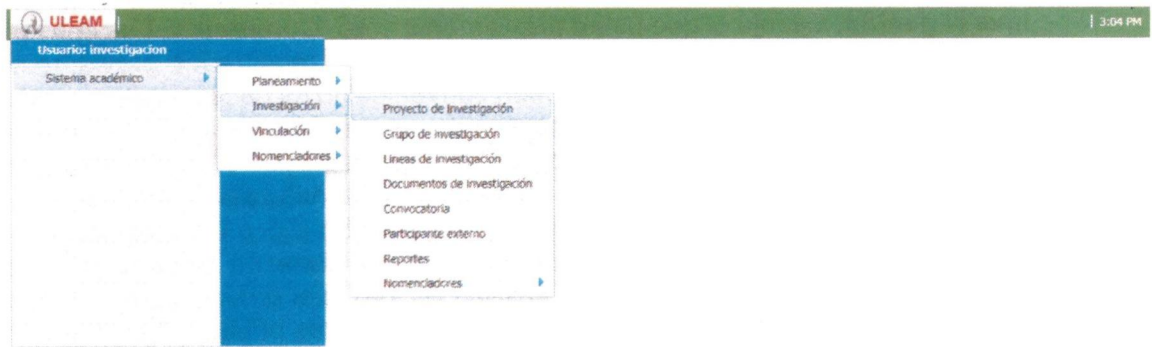 ULEAM
3:04 PM
Usuario: investigacion
Sistema académico
Planeamiento
Investigación
Vinculación
Nomencladores
Proyecto de investigación
Grupo de investigación
Líneas de investigación
Documentos de investigación
Convocatoria
Participante externo
Reportes
Nomencladores